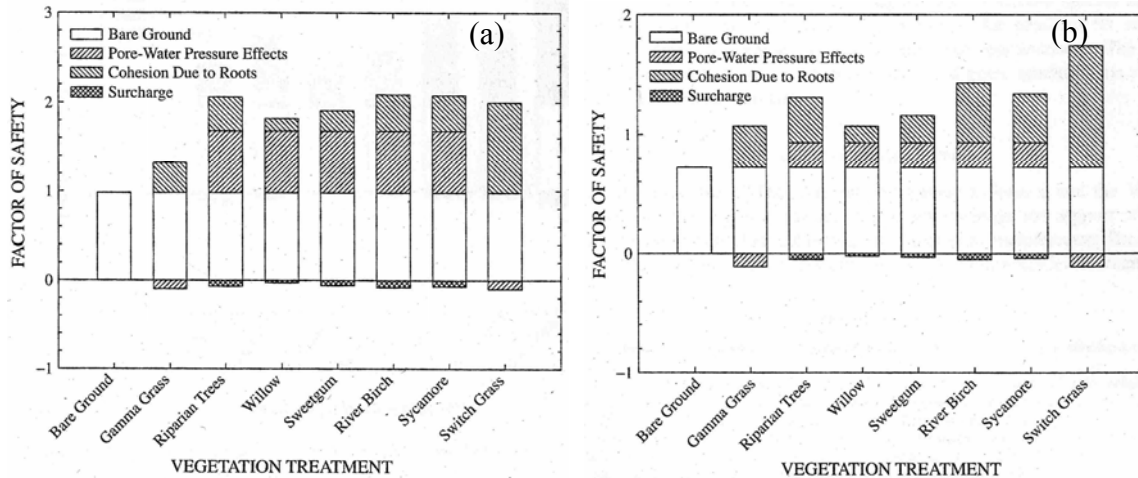 (a)
Bare Ground
Pore-Water Pressure Effects
Cohesion Due to Roots
Surcharge
FACTOR OF SAFETY
3
2
1
0
−1
Bare Ground
Gamma Grass
Riparian Trees
Willow
Sweetgum
River Birch
Sycamore
Switch Grass
VEGETATION TREATMENT
(b)
Bare Ground
Pore-Water Pressure Effects
Cohesion Due to Roots
Surcharge
FACTOR OF SAFETY
2
1
0
−1
Bare Ground
Gamma Grass
Riparian Trees
Willow
Sweetgum
River Birch
Sycamore
Switch Grass
VEGETATION TREATMENT